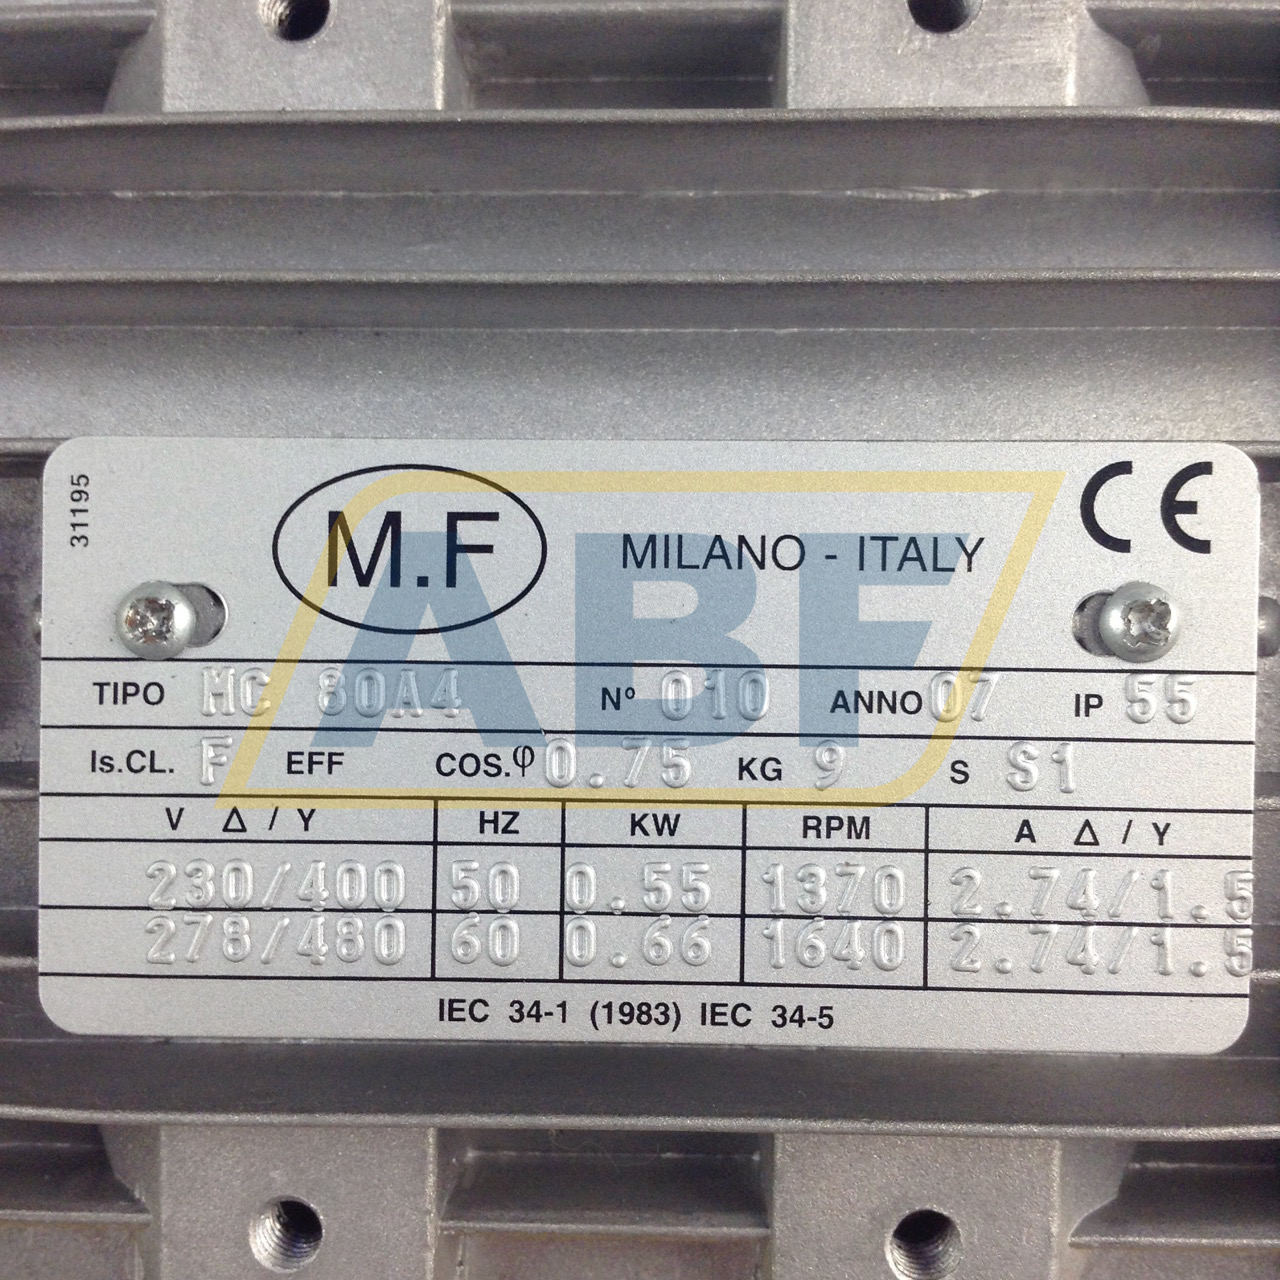 31195
M.F
MILANO - ITALY
CE
ABF
TIPO MC 80A4 Nº 010 ANNO 07 IP 55
Is.CL. F EFF COS.φ 0.75 KG 9 S S1
V Δ / Y HZ KW RPM A Δ / Y
230/400 50 0.55 1370 2.74/1.5
278/480 60 0.66 1640 2.74/1.5
IEC 34-1 (1983) IEC 34-5